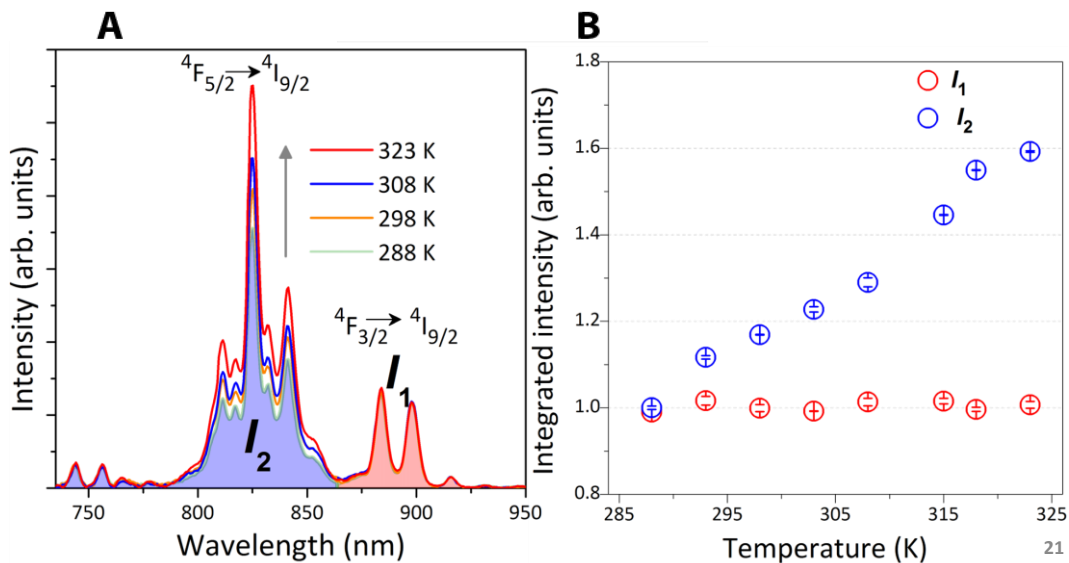 A
⁴F₅/₂ → ⁴I₉/₂
323 K
308 K
298 K
288 K
⁴F₃/₂ → ⁴I₉/₂
I₁
I₂
Intensity (arb. units)
750 800 850 900 950
Wavelength (nm)
B
I₁
I₂
Integrated intensity (arb. units)
1.8
1.6
1.4
1.2
1.0
0.8
285 295 305 315 325
Temperature (K)
21